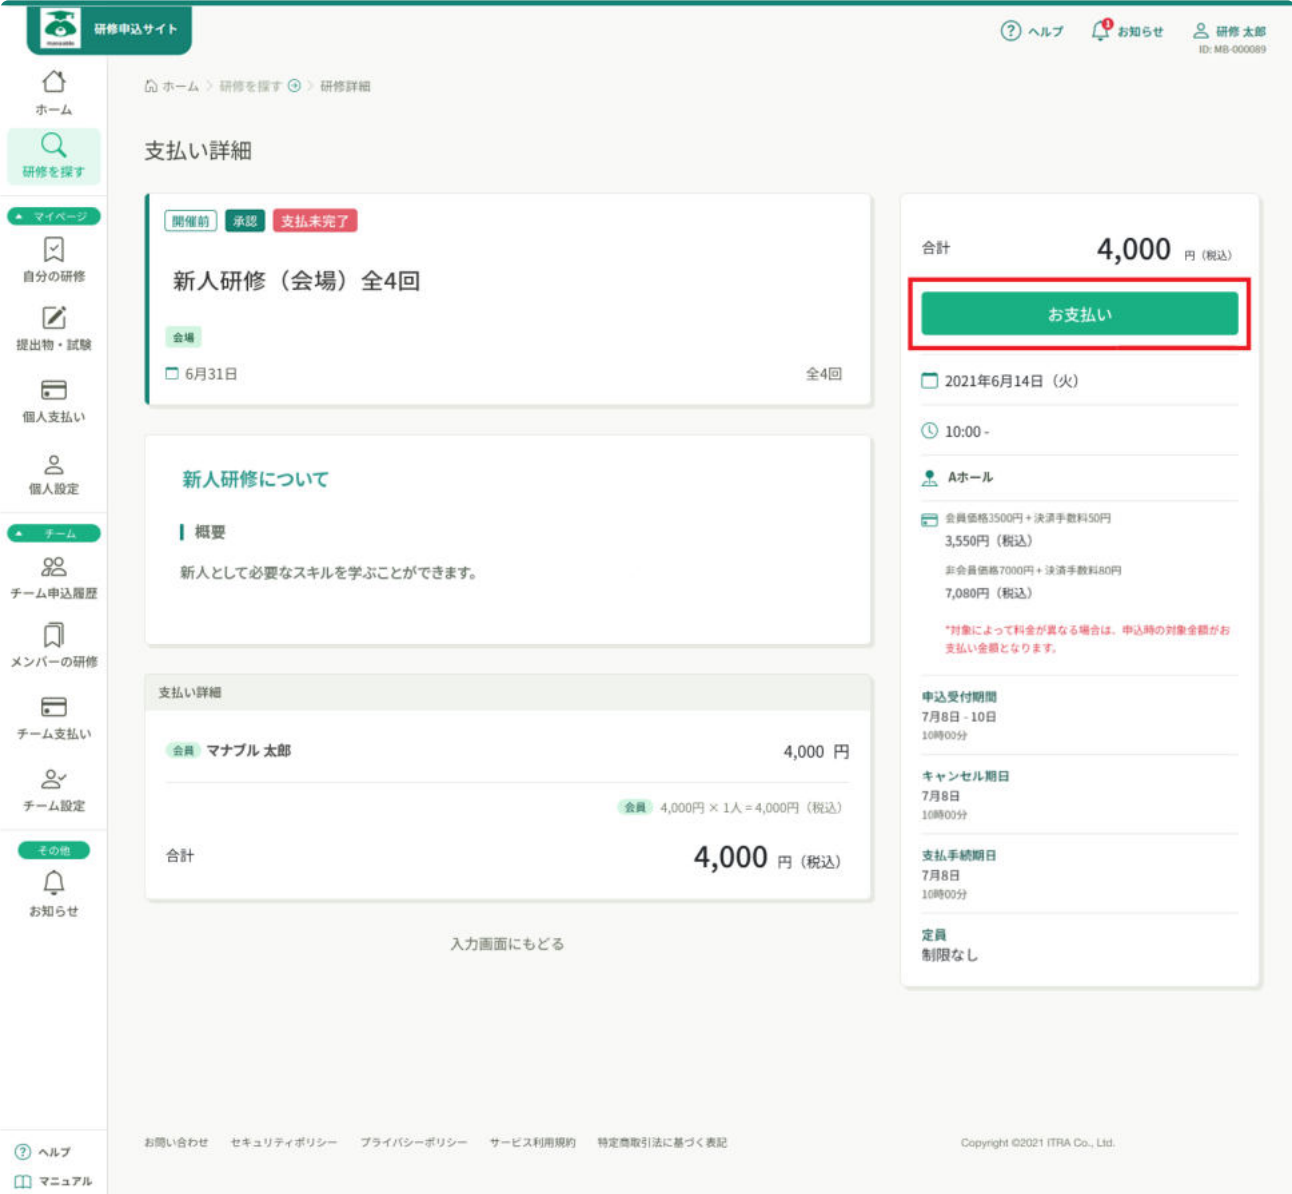 manaable
研修申込サイト
ヘルプ
1
お知らせ
研修 太郎
ID: MB-000089
ホーム
研修を探す
マイページ
自分の研修
提出物・試験
個人支払い
個人設定
チーム
チーム申込履歴
メンバーの研修
チーム支払い
チーム設定
その他
お知らせ
ヘルプ
マニュアル
ホーム > 研修を探す > 研修詳細
支払い詳細
開催前 承認 支払未完了
新人研修（会場）全4回
会場
6月31日 全4回
新人研修について
概要
新人として必要なスキルを学ぶことができます。
支払い詳細
会員 マナブル 太郎 4,000 円
会員 4,000円 × 1人 = 4,000円（税込）
合計 4,000 円（税込）
入力画面にもどる
合計 4,000 円（税込）
お支払い
2021年6月14日（火）
10:00 -
Aホール
会員価格3500円 + 決済手数料50円
3,550円（税込）
非会員価格7000円 + 決済手数料80円
7,080円（税込）
*対象によって料金が異なる場合は、申込時の対象金額がお
支払い金額となります。
申込受付期間
7月8日 - 10日
10時00分
キャンセル期日
7月8日
10時00分
支払手続期日
7月8日
10時00分
定員
制限なし
お問い合わせ セキュリティポリシー プライバシーポリシー サービス利用規約 特定商取引法に基づく表記
Copyright ©2021 ITRA Co., Ltd.